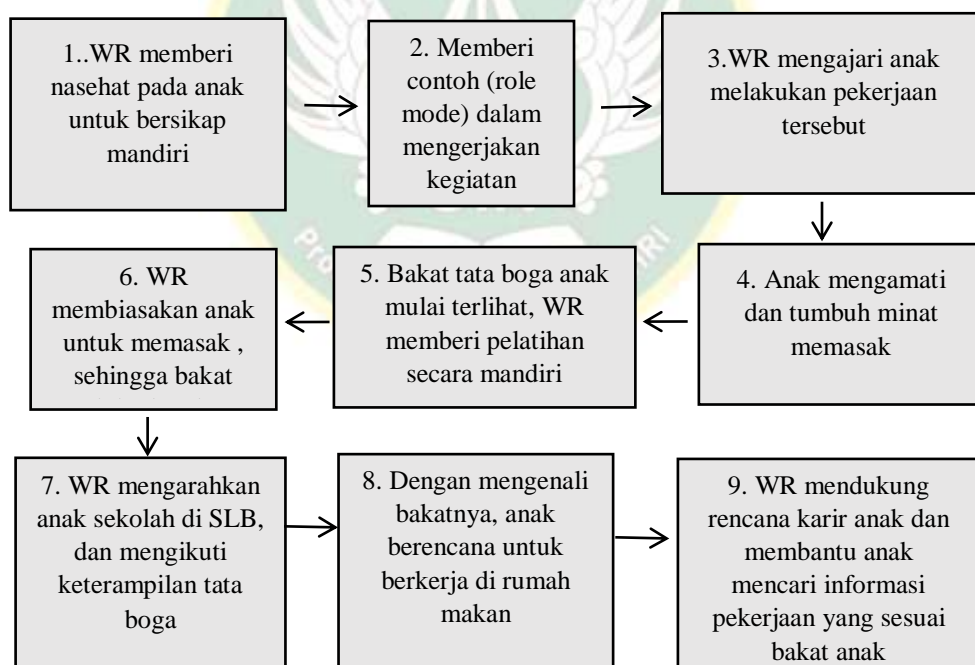 1..WR memberi
nasehat pada anak
untuk bersikap
mandiri
2. Memberi
contoh (role
mode) dalam
mengerjakan
kegiatan
3.WR mengajari anak
melakukan pekerjaan
tersebut
6. WR
membiasakan anak
untuk memasak ,
sehingga bakat
5. Bakat tata boga anak
mulai terlihat, WR
memberi pelatihan
secara mandiri
4. Anak mengamati
dan tumbuh minat
memasak
7. WR mengarahkan
anak sekolah di SLB,
dan mengikuti
keterampilan tata
boga
8. Dengan mengenali
bakatnya, anak
berencana untuk
berkerja di rumah
makan
9. WR mendukung
rencana karir anak dan
membantu anak
mencari informasi
pekerjaan yang sesuai
bakat anak